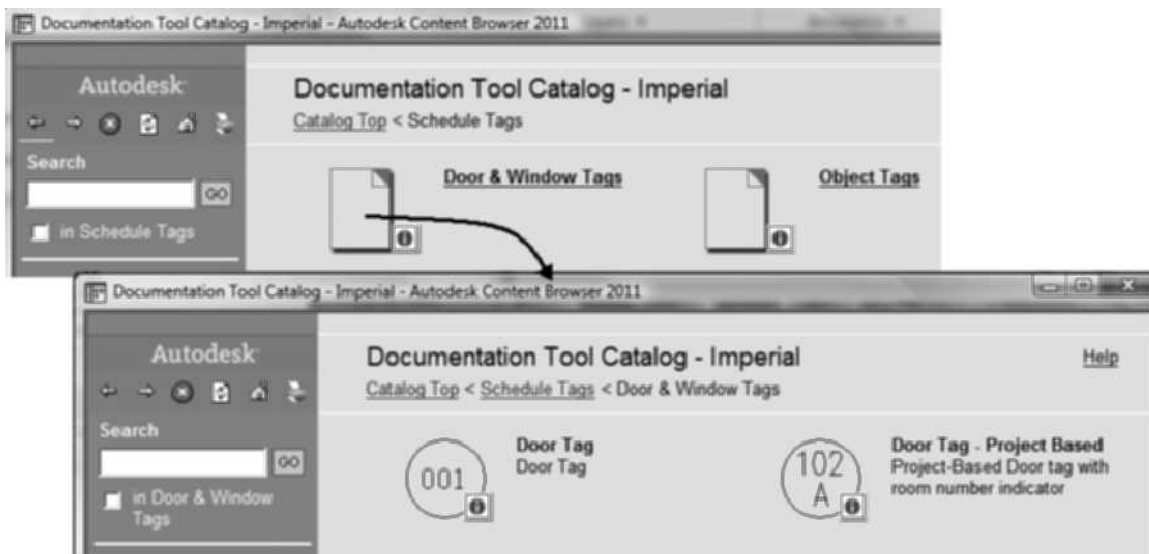 Documentation Tool Catalog - Imperial - Autodesk Content Browser 2011
Autodesk
Documentation Tool Catalog - Imperial
Catalog Top < Schedule Tags
Search
GO
in Schedule Tags
Door & Window Tags
Object Tags
Documentation Tool Catalog - Imperial - Autodesk Content Browser 2011
Autodesk
Documentation Tool Catalog - Imperial
Help
Catalog Top < Schedule Tags < Door & Window Tags
Search
GO
in Door & Window
Tags
001
Door Tag
Door Tag
102
A
Door Tag - Project Based
Project-Based Door tag with
room number indicator